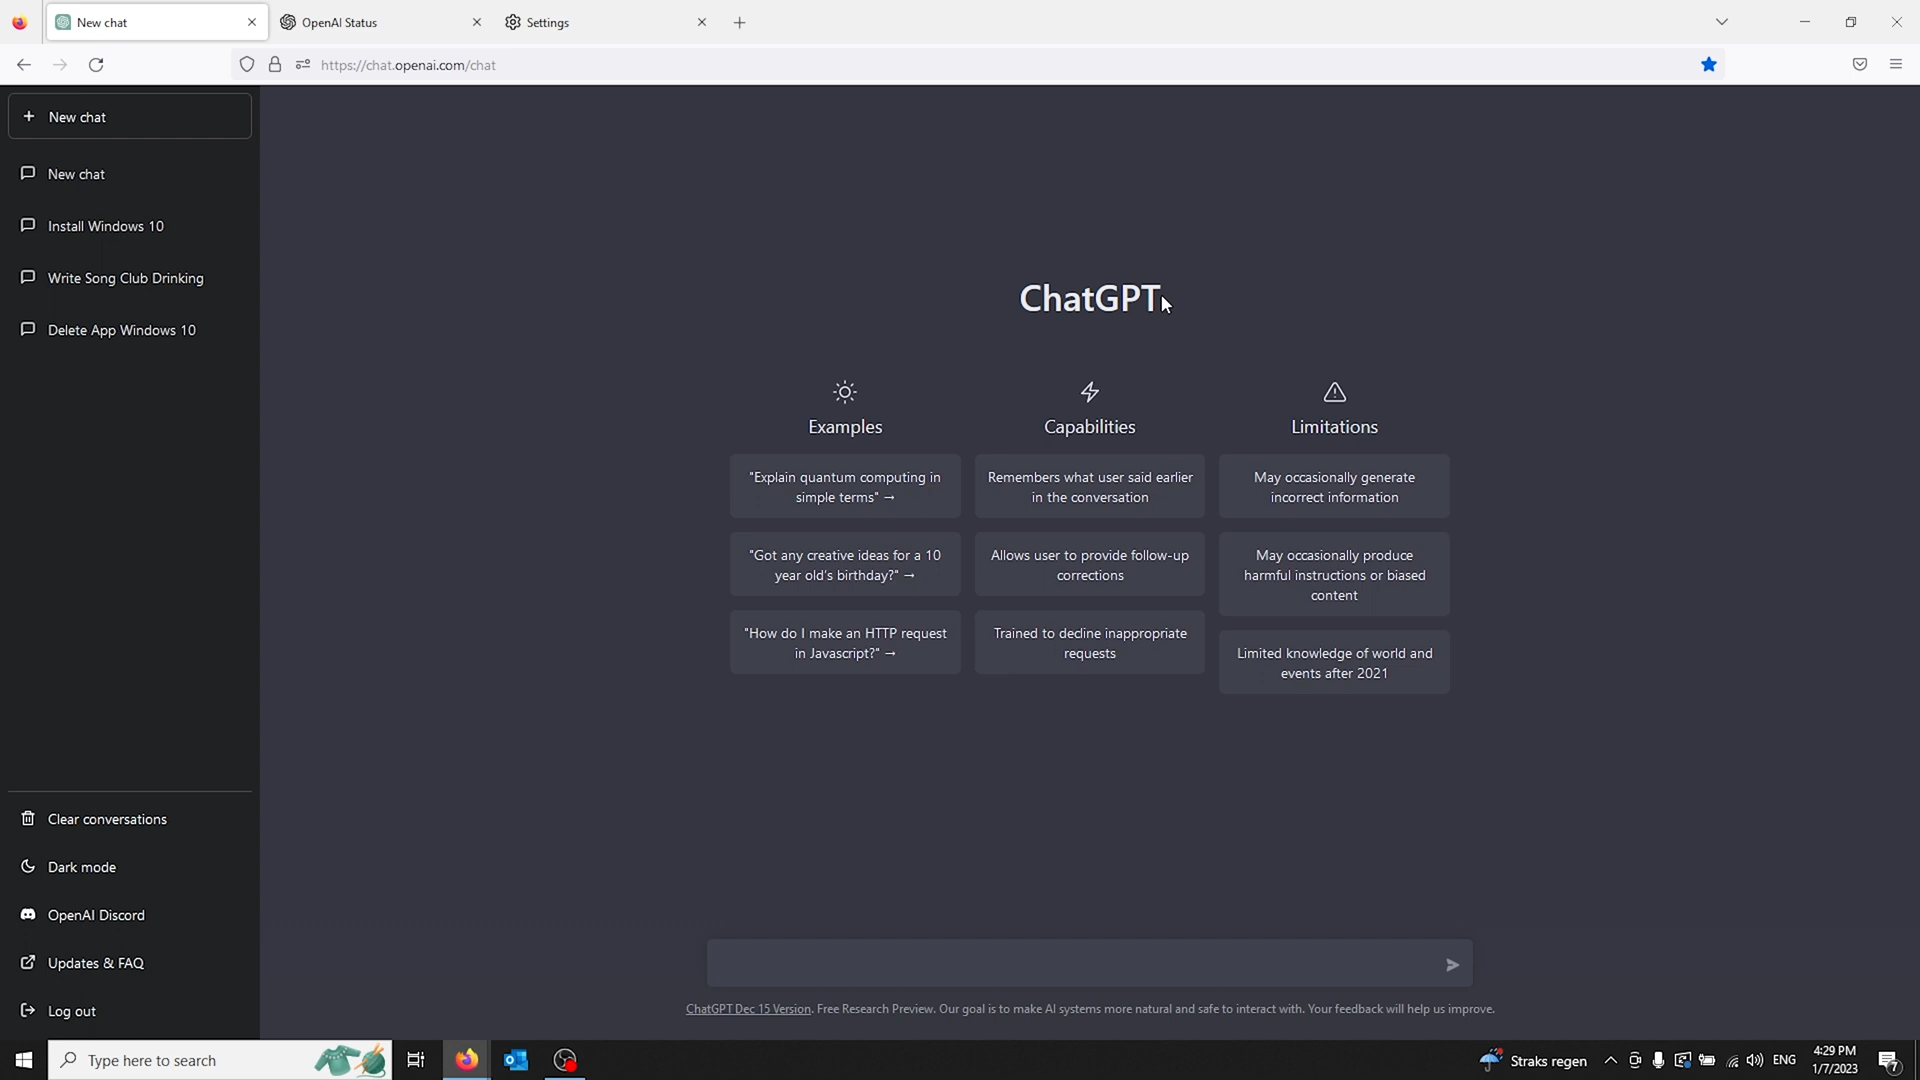 New chat
OpenAI Status
Settings
https://chat.openai.com/chat
New chat
New chat
Install Windows 10
Write Song Club Drinking
Delete App Windows 10
Clear conversations
Dark mode
OpenAI Discord
Updates & FAQ
Log out
ChatGPT
Examples
"Explain quantum computing in
simple terms" →
"Got any creative ideas for a 10
year old's birthday?" →
"How do I make an HTTP request
in Javascript?" →
Capabilities
Remembers what user said earlier
in the conversation
Allows user to provide follow-up
corrections
Trained to decline inappropriate
requests
Limitations
May occasionally generate
incorrect information
May occasionally produce
harmful instructions or biased
content
Limited knowledge of world and
events after 2021
ChatGPT Dec 15 Version. Free Research Preview. Our goal is to make AI systems more natural and safe to interact with. Your feedback will help us improve.
Type here to search
Straks regen
ENG
4:29 PM
1/7/2023
7